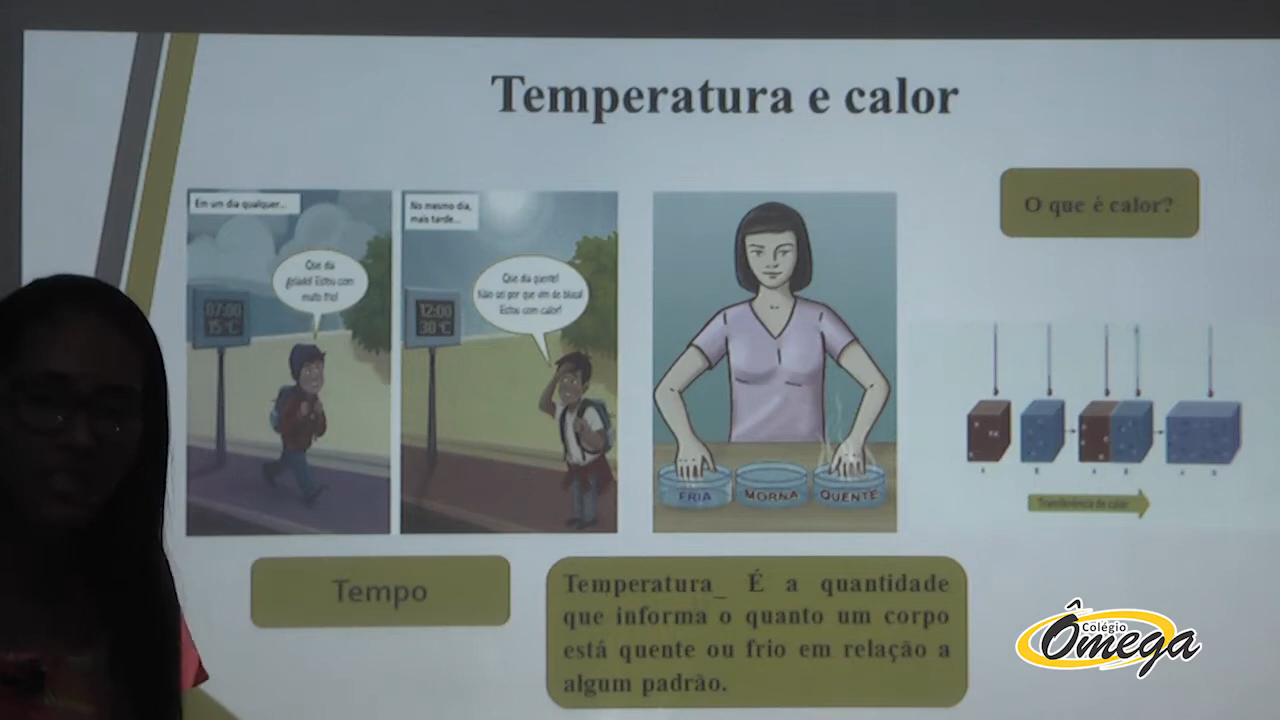 Temperatura e calor
Em um dia qualquer...
Que dia
gelado! Estou com
muito frio!
07:00
15 °C
No mesmo dia,
mais tarde...
Que dia quente!
Não sei por que vim de blusa!
Estou com calor!
12:00
30 °C
FRIA
MORNA
QUENTE
O que é calor?
Transferência de calor
Tempo
Temperatura_ É a quantidade
que informa o quanto um corpo
está quente ou frio em relação a
algum padrão.
Colégio
Ômega